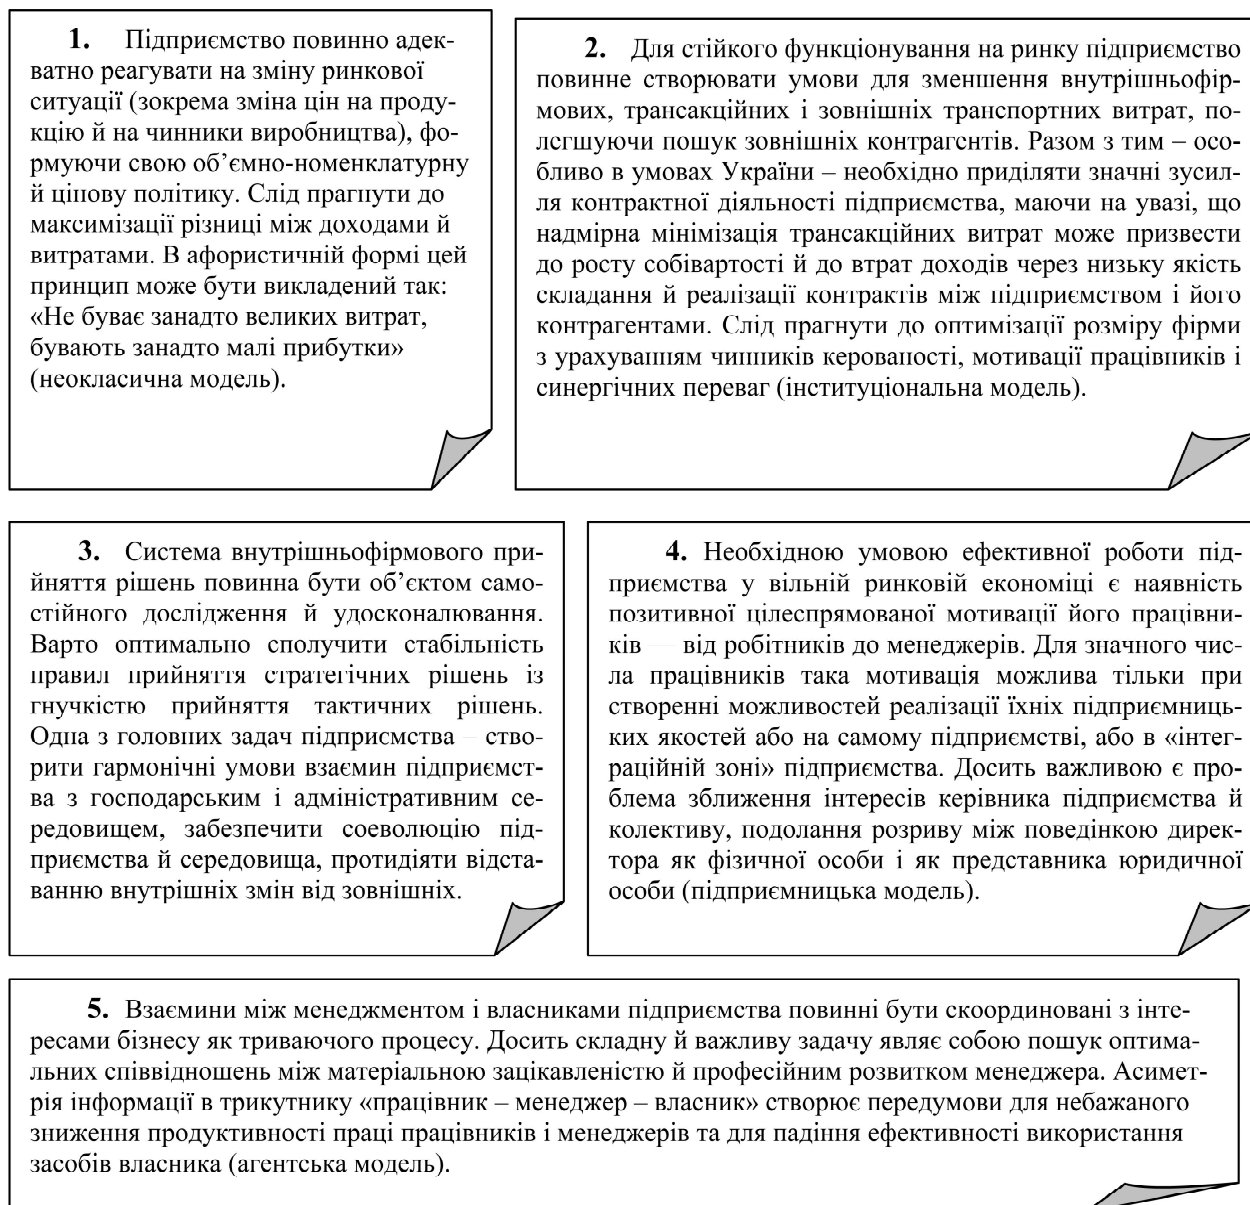 1. Підприємство повинно адек-
ватно реагувати на зміну ринкової
ситуації (зокрема зміна цін на проду-
кцію й на чинники виробництва), фо-
рмуючи свою об’ємно-номенклатурну
й цінову політику. Слід прагнути до
максимізації різниці між доходами й
витратами. В афористичній формі цей
принцип може бути викладений так:
«Не буває занадто великих витрат,
бувають занадто малі прибутки»
(неокласична модель).
2. Для стійкого функціонування на ринку підприємство
повинне створювати умови для зменшення внутрішньофір-
мових, трансакційних і зовнішніх транспортних витрат, по-
легшуючи пошук зовнішніх контрагентів. Разом з тим – осо-
бливо в умовах України – необхідно приділяти значні зусил-
ля контрактної діяльності підприємства, маючи на увазі, що
надмірна мінімізація трансакційних витрат може призвести
до росту собівартості й до втрат доходів через низьку якість
складання й реалізації контрактів між підприємством і його
контрагентами. Слід прагнути до оптимізації розміру фірми
з урахуванням чинників керованості, мотивації працівників і
синергічних переваг (інституціональна модель).
3. Система внутрішньофірмового при-
йняття рішень повинна бути об’єктом само-
стійного дослідження й удосконалювання.
Варто оптимально сполучити стабільність
правил прийняття стратегічних рішень із
гнучкістю прийняття тактичних рішень.
Одна з головних задач підприємства – ство-
рити гармонічні умови взаємин підприємст-
ва з господарським і адміністративним се-
редовищем, забезпечити соеволюцію під-
приємства й середовища, протидіяти відста-
ванню внутрішніх змін від зовнішніх.
4. Необхідною умовою ефективної роботи під-
приємства у вільній ринковій економіці є наявність
позитивної цілеспрямованої мотивації його працівни-
ків — від робітників до менеджерів. Для значного чис-
ла працівників така мотивація можлива тільки при
створенні можливостей реалізації їхніх підприємниць-
ких якостей або на самому підприємстві, або в «інтег-
раційній зоні» підприємства. Досить важливою є про-
блема зближення інтересів керівника підприємства й
колективу, подолання розриву між поведінкою дирек-
тора як фізичної особи і як представника юридичної
особи (підприємницька модель).
5. Взаємини між менеджментом і власниками підприємства повинні бути скоординовані з інте-
ресами бізнесу як триваючого процесу. Досить складну й важливу задачу являє собою пошук оптима-
льних співвідношень між матеріальною зацікавленістю й професійним розвитком менеджера. Асимет-
рія інформації в трикутнику «працівник – менеджер – власник» створює передумови для небажаного
зниження продуктивності праці працівників і менеджерів та для падіння ефективності використання
засобів власника (агентська модель).